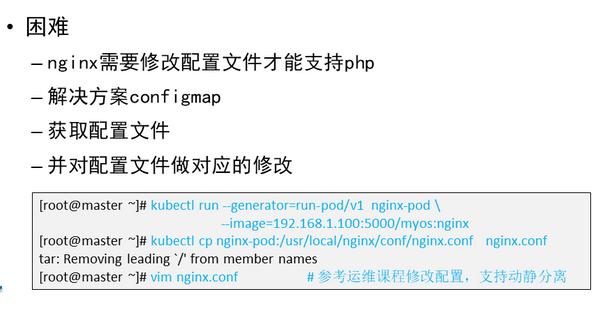 • 困难
– nginx需要修改配置文件才能支持php
– 解决方案configmap
– 获取配置文件
– 并对配置文件做对应的修改
[root@master ~]# kubectl run --generator=run-pod/v1 nginx-pod \
--image=192.168.1.100:5000/myos:nginx
[root@master ~]# kubectl cp nginx-pod:/usr/local/nginx/conf/nginx.conf nginx.conf
tar: Removing leading `/' from member names
[root@master ~]# vim nginx.conf # 参考运维课程修改配置，支持动静分离